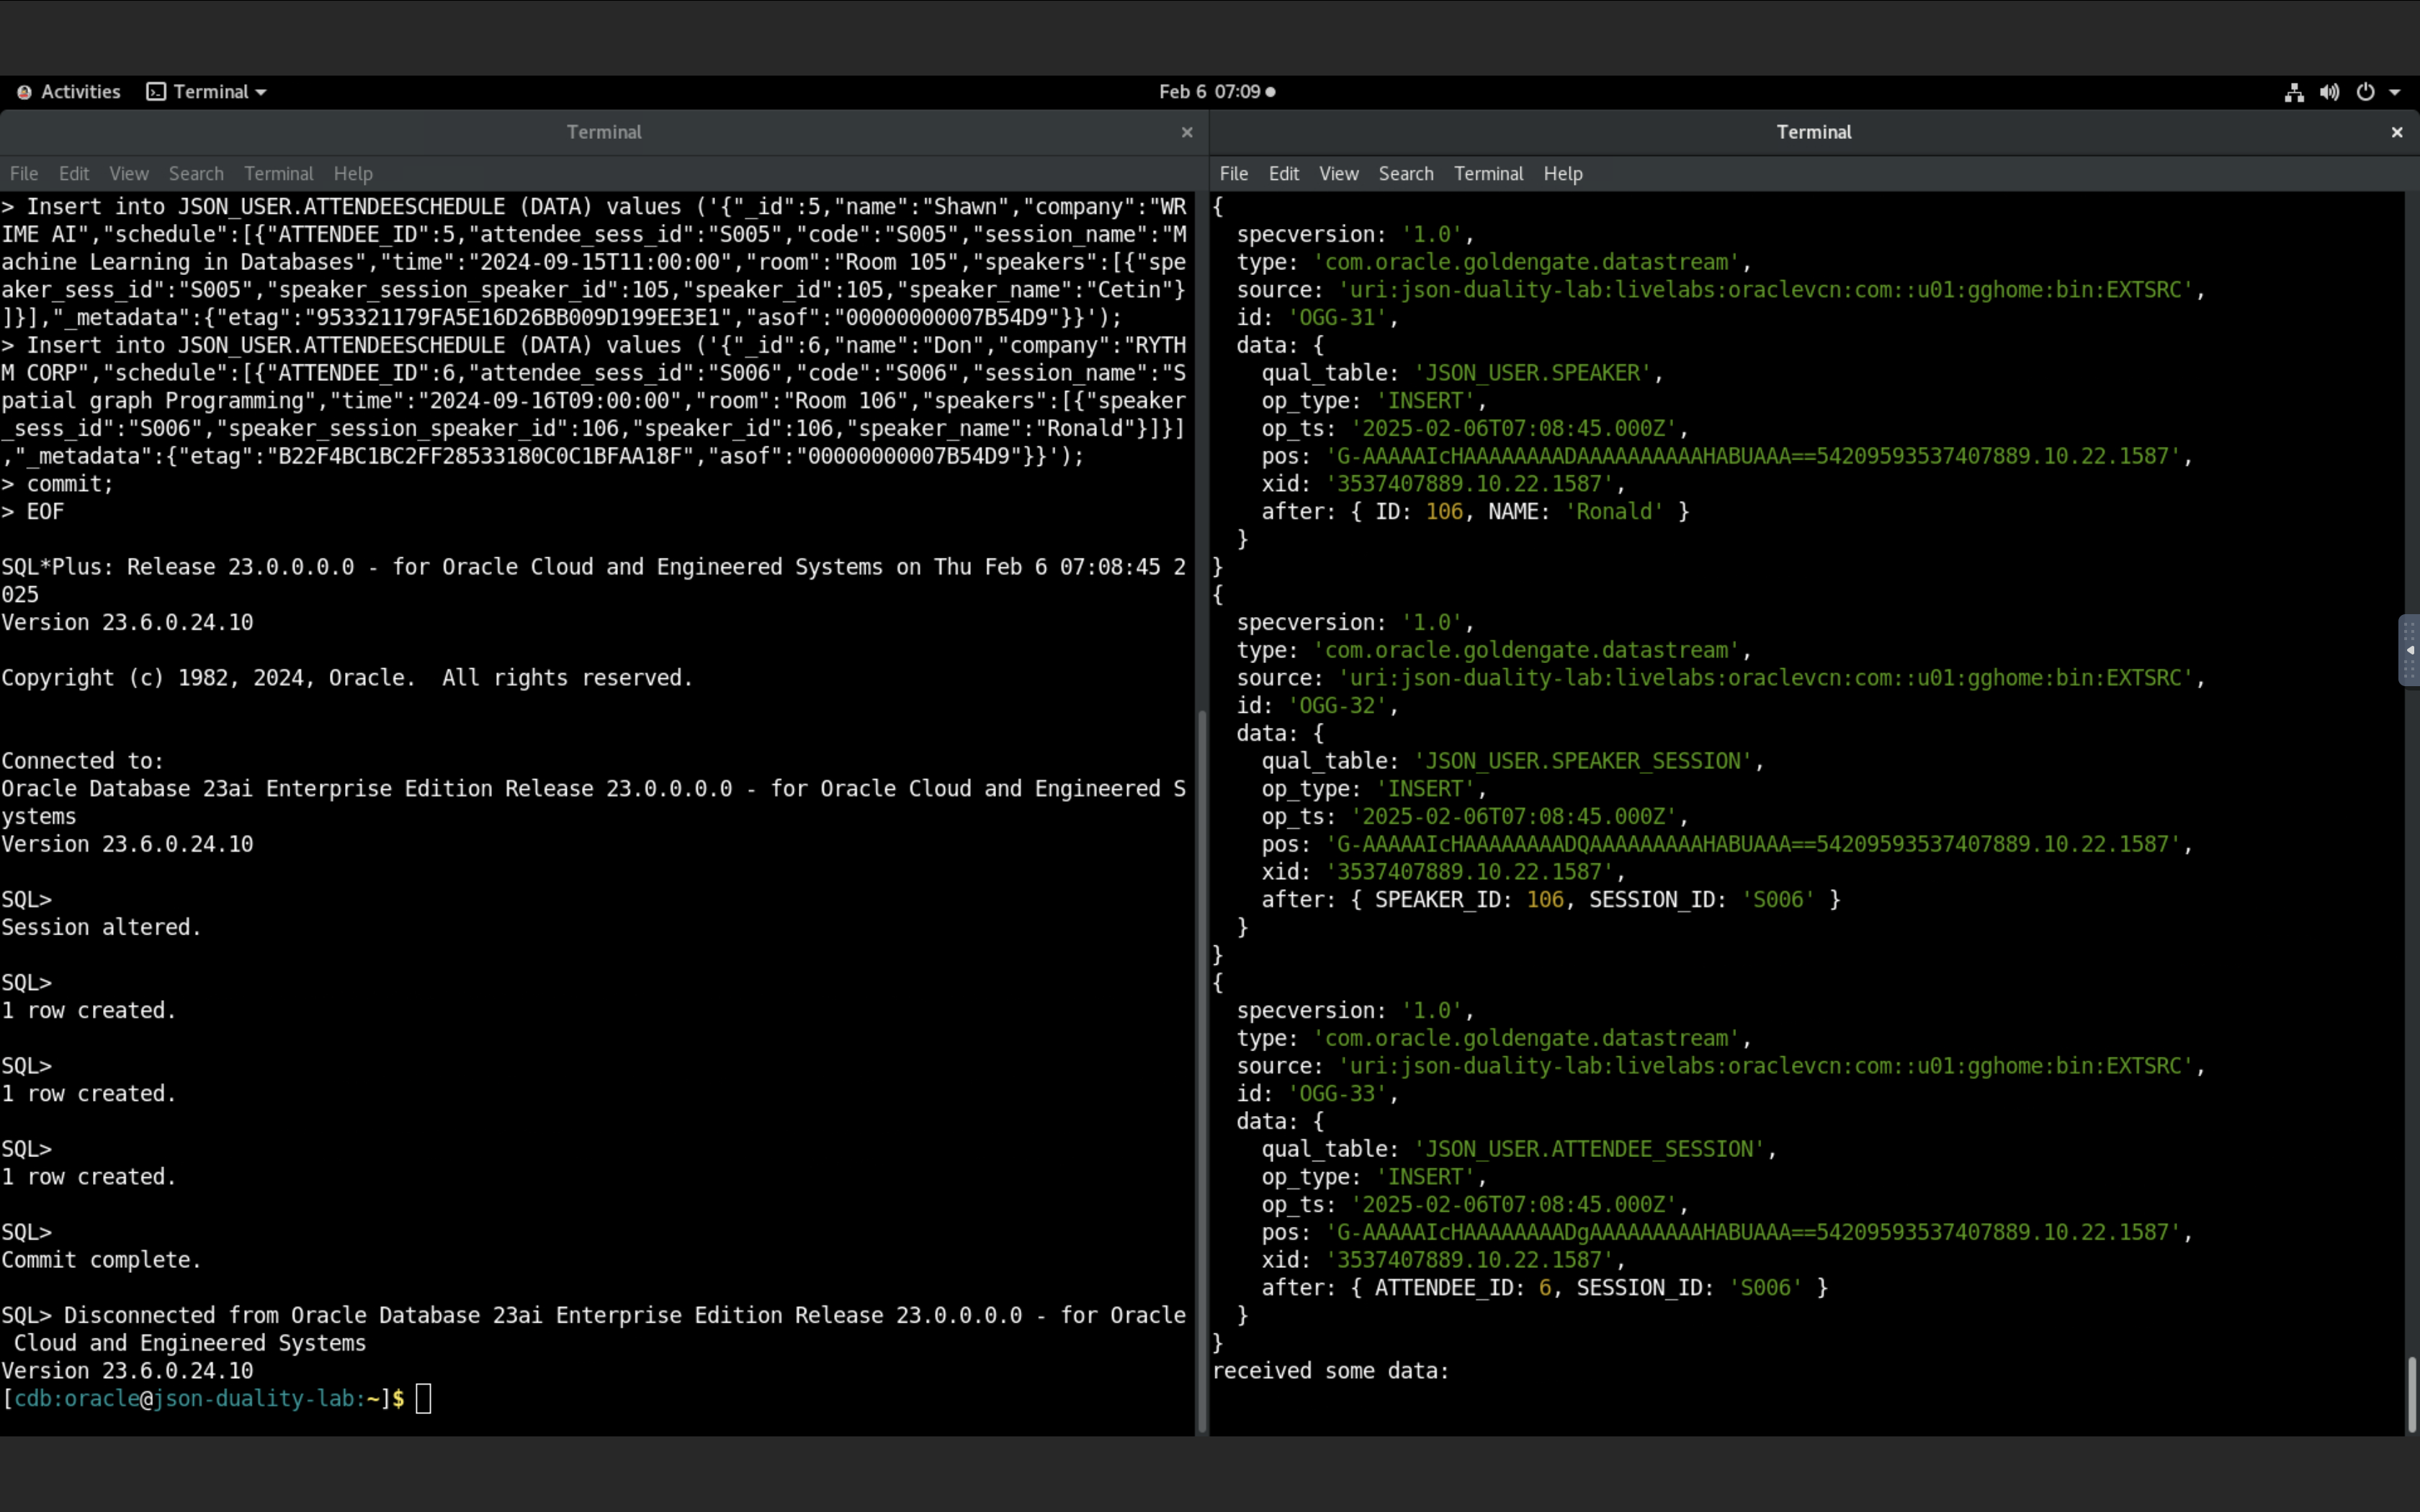 Activities Terminal Feb 6 07:09
Terminal
File Edit View Search Terminal Help
> Insert into JSON_USER.ATTENDEESCHEDULE (DATA) values ('{"_id":5,"name":"Shawn","company":"WR
IME AI","schedule":[{"ATTENDEE_ID":5,"attendee_sess_id":"S005","code":"S005","session_name":"M
achine Learning in Databases","time":"2024-09-15T11:00:00","room":"Room 105","speakers":[{"spe
aker_sess_id":"S005","speaker_session_speaker_id":105,"speaker_id":105,"speaker_name":"Cetin"}
]}],"_metadata":{"etag":"953321179FA5E16D26BB009D199EE3E1","asof":"00000000007B54D9"}}');
> Insert into JSON_USER.ATTENDEESCHEDULE (DATA) values ('{"_id":6,"name":"Don","company":"RYTH
M CORP","schedule":[{"ATTENDEE_ID":6,"attendee_sess_id":"S006","code":"S006","session_name":"S
patial graph Programming","time":"2024-09-16T09:00:00","room":"Room 106","speakers":[{"speaker
_sess_id":"S006","speaker_session_speaker_id":106,"speaker_id":106,"speaker_name":"Ronald"}]}]
,"_metadata":{"etag":"B22F4BC1BC2FF28533180C0C1BFAA18F","asof":"00000000007B54D9"}}');
> commit;
> EOF
SQL*Plus: Release 23.0.0.0.0 - for Oracle Cloud and Engineered Systems on Thu Feb 6 07:08:45 2
025
Version 23.6.0.24.10
Copyright (c) 1982, 2024, Oracle.  All rights reserved.
Connected to:
Oracle Database 23ai Enterprise Edition Release 23.0.0.0.0 - for Oracle Cloud and Engineered S
ystems
Version 23.6.0.24.10
SQL>
Session altered.
SQL>
1 row created.
SQL>
1 row created.
SQL>
1 row created.
SQL>
Commit complete.
SQL> Disconnected from Oracle Database 23ai Enterprise Edition Release 23.0.0.0.0 - for Oracle
 Cloud and Engineered Systems
Version 23.6.0.24.10
[cdb:oracle@json-duality-lab:~]$
Terminal
File Edit View Search Terminal Help
{
  specversion: '1.0',
  type: 'com.oracle.goldengate.datastream',
  source: 'uri:json-duality-lab:livelabs:oraclevcn:com::u01:gghome:bin:EXTSRC',
  id: 'OGG-31',
  data: {
    qual_table: 'JSON_USER.SPEAKER',
    op_type: 'INSERT',
    op_ts: '2025-02-06T07:08:45.000Z',
    pos: 'G-AAAAAIcHAAAAAAAADAAAAAAAAAAHABUAAA==54209593537407889.10.22.1587',
    xid: '3537407889.10.22.1587',
    after: { ID: 106, NAME: 'Ronald' }
  }
}
{
  specversion: '1.0',
  type: 'com.oracle.goldengate.datastream',
  source: 'uri:json-duality-lab:livelabs:oraclevcn:com::u01:gghome:bin:EXTSRC',
  id: 'OGG-32',
  data: {
    qual_table: 'JSON_USER.SPEAKER_SESSION',
    op_type: 'INSERT',
    op_ts: '2025-02-06T07:08:45.000Z',
    pos: 'G-AAAAAIcHAAAAAAAADQAAAAAAAAAHABUAAA==54209593537407889.10.22.1587',
    xid: '3537407889.10.22.1587',
    after: { SPEAKER_ID: 106, SESSION_ID: 'S006' }
  }
}
{
  specversion: '1.0',
  type: 'com.oracle.goldengate.datastream',
  source: 'uri:json-duality-lab:livelabs:oraclevcn:com::u01:gghome:bin:EXTSRC',
  id: 'OGG-33',
  data: {
    qual_table: 'JSON_USER.ATTENDEE_SESSION',
    op_type: 'INSERT',
    op_ts: '2025-02-06T07:08:45.000Z',
    pos: 'G-AAAAAIcHAAAAAAAADgAAAAAAAAAHABUAAA==54209593537407889.10.22.1587',
    xid: '3537407889.10.22.1587',
    after: { ATTENDEE_ID: 6, SESSION_ID: 'S006' }
  }
}
received some data: